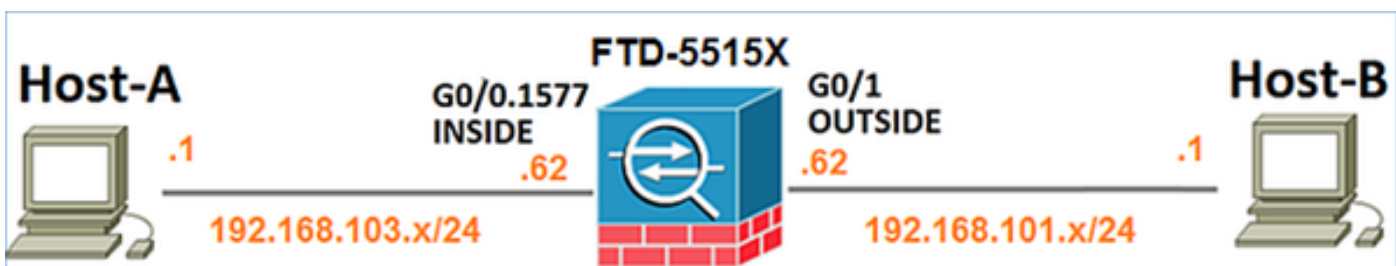 FTD-5515X
Host-A
G0/0.1577
INSIDE
G0/1
OUTSIDE
Host-B
.1
.62
.62
.1
192.168.103.x/24
192.168.101.x/24